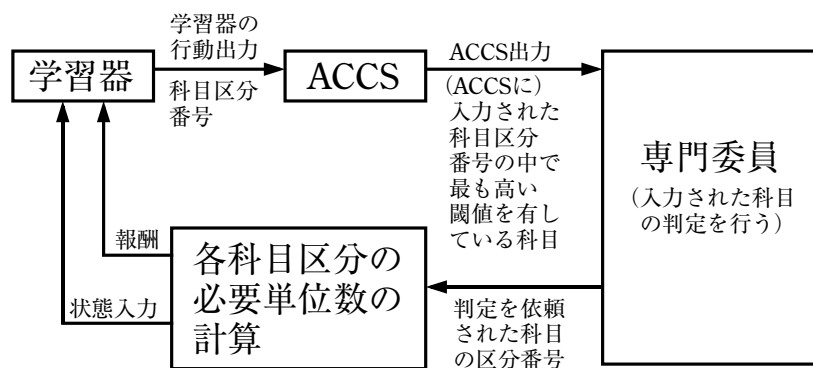 学習器
学習器の
行動出力
科目区分
番号
ACCS
ACCS出力
(ACCSに)
入力された
科目区分
番号の中で
最も高い
閾値を有し
ている科目
専門委員
(入力された科目
の判定を行う)
報酬
状態入力
各科目区分の
必要単位数の
計算
判定を依頼
された科目
の区分番号